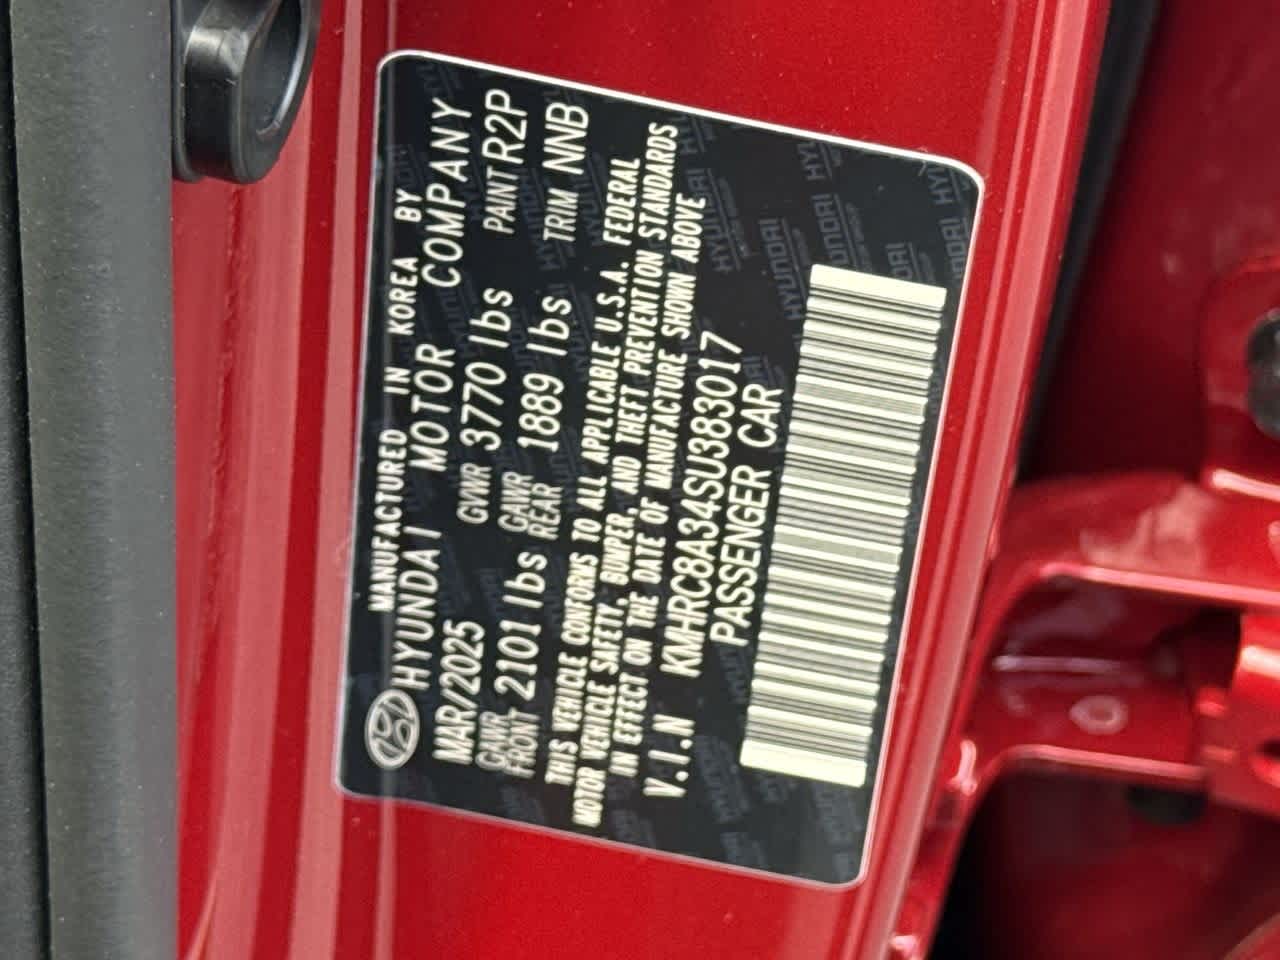 MANUFACTURED IN KOREA BY
HYUNDAI MOTOR COMPANY
MAR/2025 GVWR 3770 lbs PAINT R2P
GAWR FRONT 2101 lbs GAWR REAR 1889 lbs TRIM NNB
THIS VEHICLE CONFORMS TO ALL APPLICABLE U.S.A. FEDERAL
MOTOR VEHICLE SAFETY, BUMPER, AND THEFT PREVENTION STANDARDS
IN EFFECT ON THE DATE OF MANUFACTURE SHOWN ABOVE
V.I.N KMHRC8A34SU383017
PASSENGER CAR